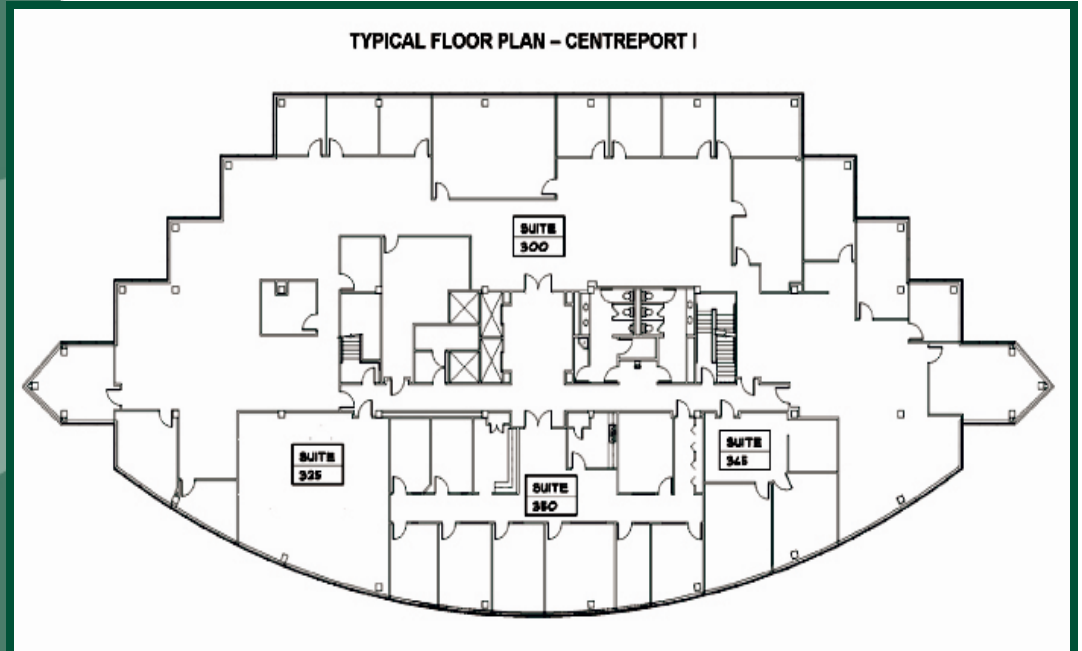 TYPICAL FLOOR PLAN – CENTREPORT I
SUITE
300
SUITE
325
SUITE
345
SUITE
350